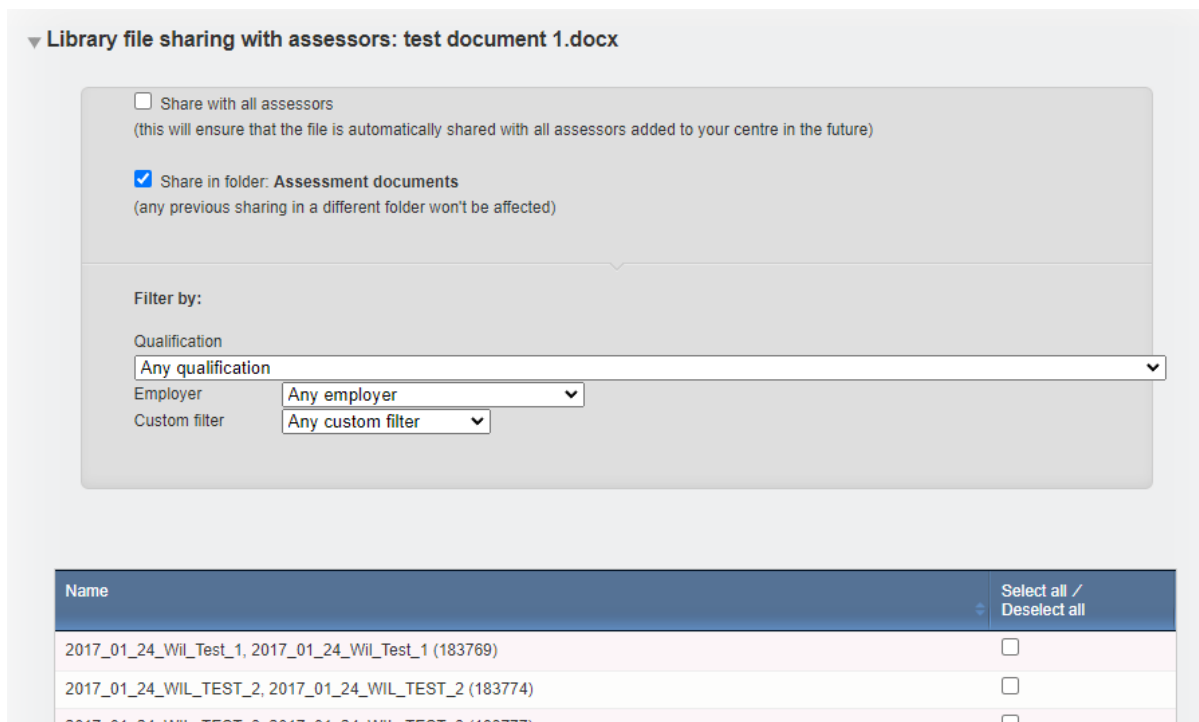 Library file sharing with assessors: test document 1.docx
Share with all assessors
(this will ensure that the file is automatically shared with all assessors added to your centre in the future)
Share in folder: Assessment documents
(any previous sharing in a different folder won't be affected)
Filter by:
Qualification
Any qualification
Employer Any employer
Custom filter Any custom filter
Name Select all /
Deselect all
2017_01_24_Wil_Test_1, 2017_01_24_Wil_Test_1 (183769)
2017_01_24_WIL_TEST_2, 2017_01_24_WIL_TEST_2 (183774)